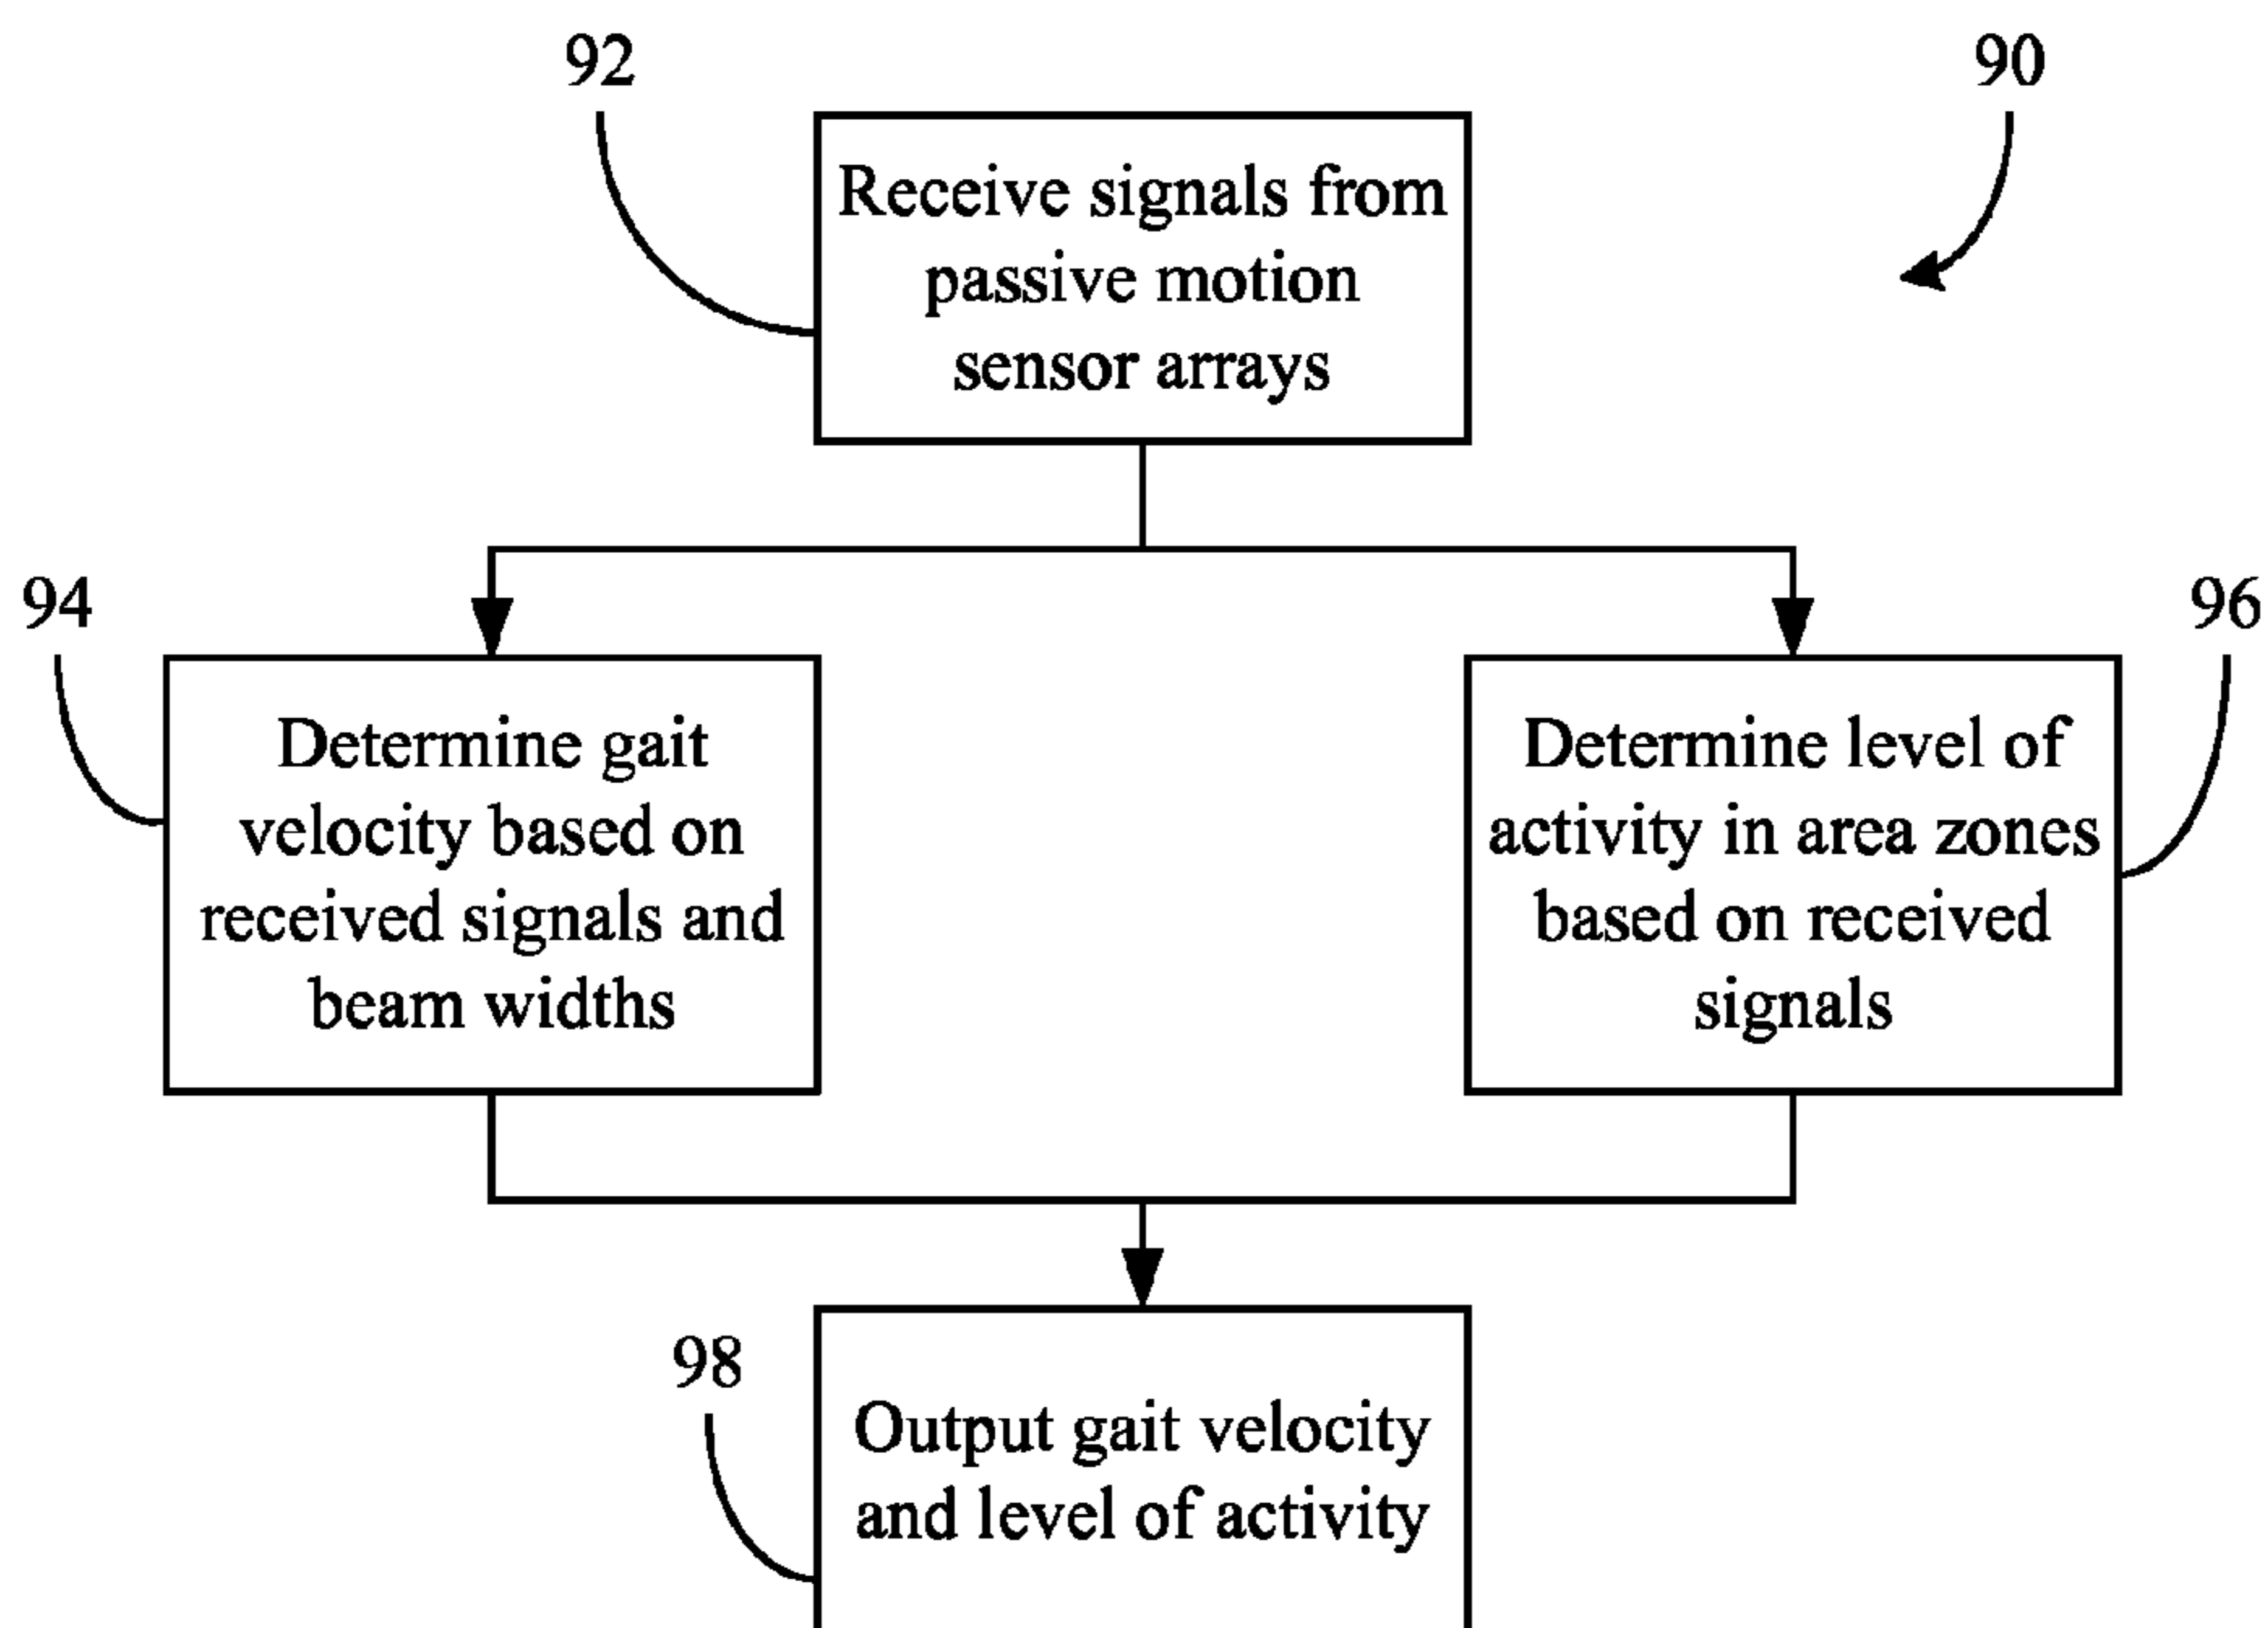 92
90
Receive signals from
passive motion
sensor arrays
94
96
Determine gait
velocity based on
received signals and
beam widths
Determine level of
activity in area zones
based on received
signals
98
Output gait velocity
and level of activity